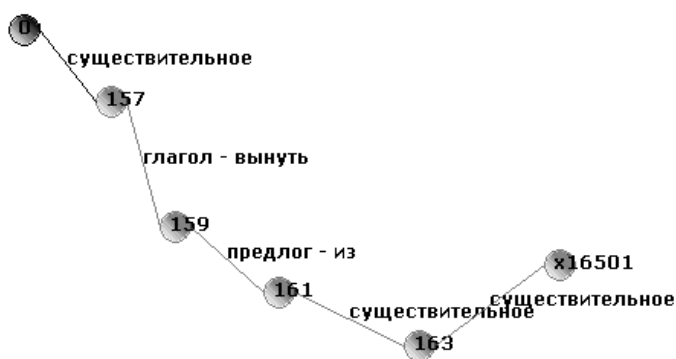 0
существительное
157
глагол - вынуть
159
предлог - из
x16501
161
существительное
существительное
163